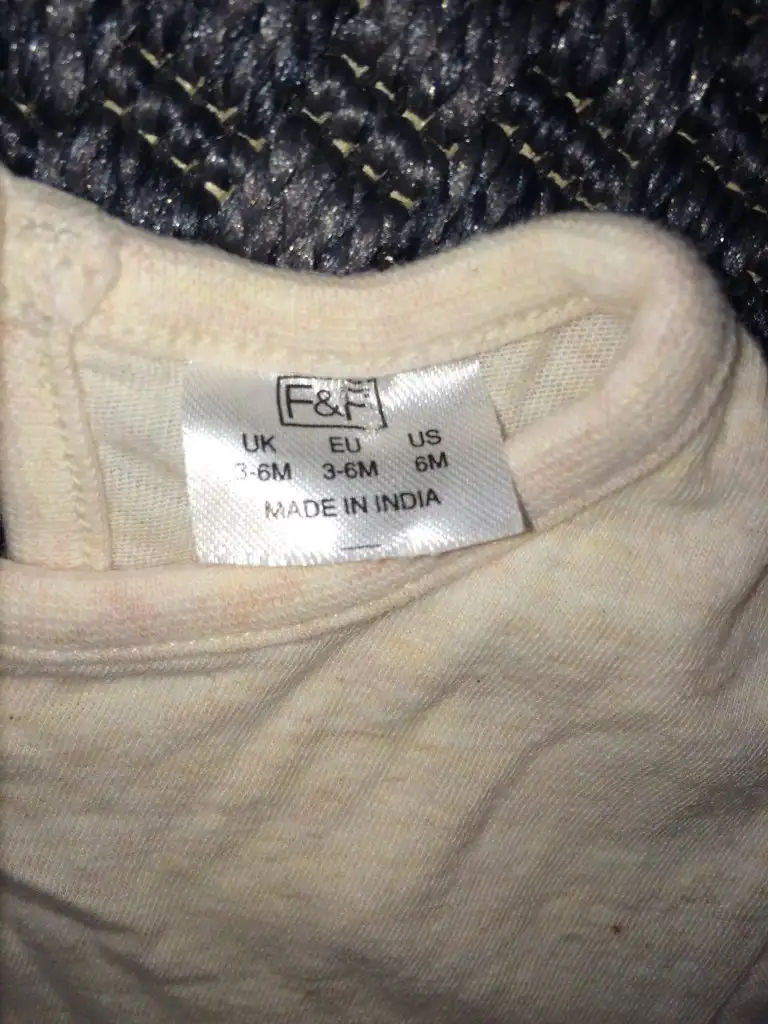 F&F
UK EU US
3-6M 3-6M 6M
MADE IN INDIA